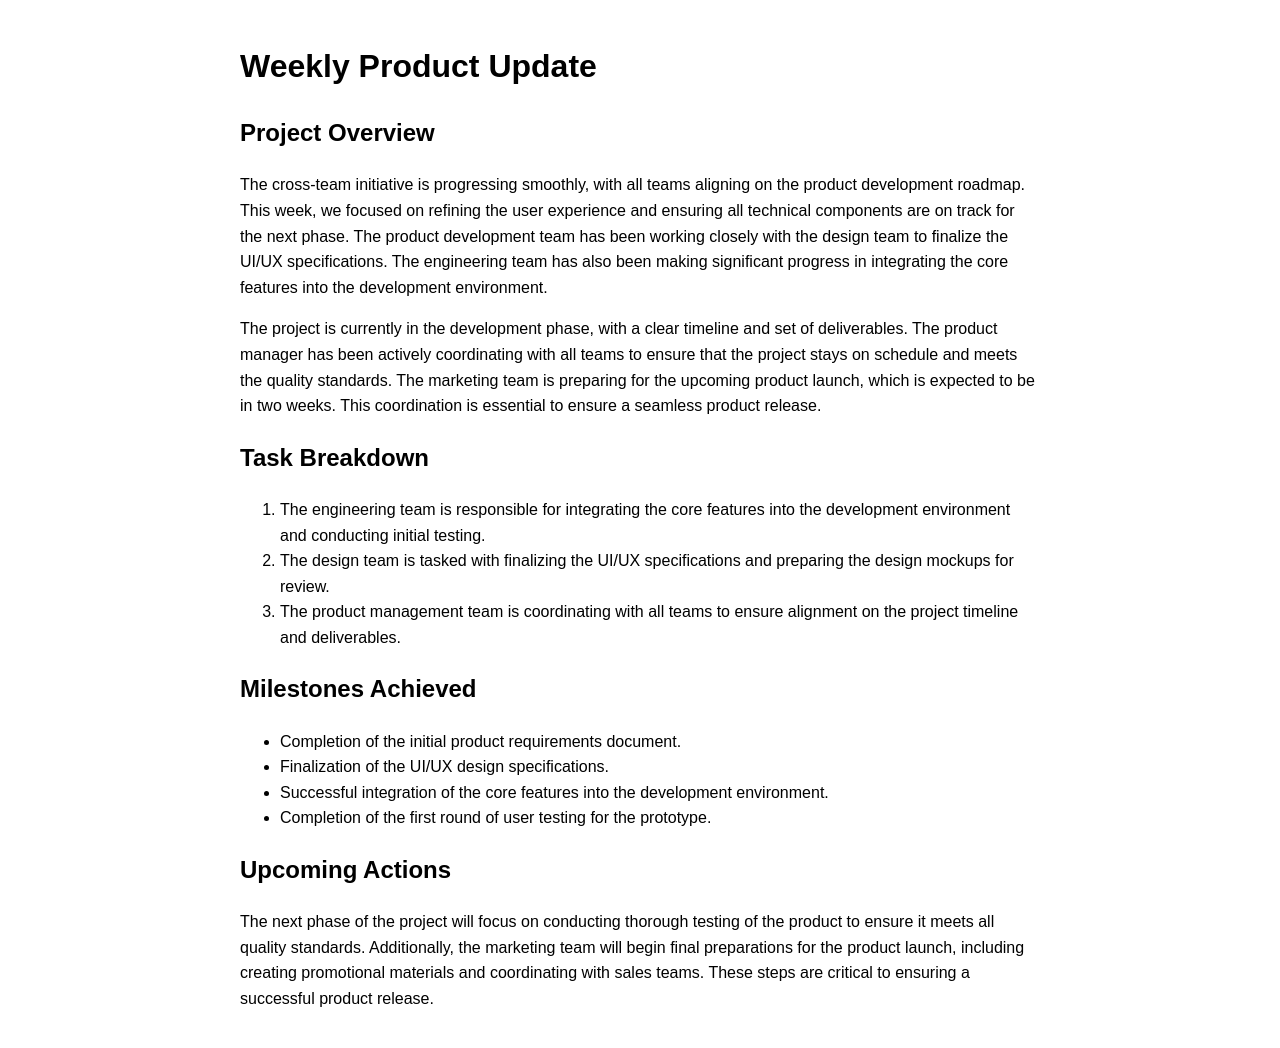 Weekly Product Update
Project Overview
The cross-team initiative is progressing smoothly, with all teams aligning on the product development roadmap.
This week, we focused on refining the user experience and ensuring all technical components are on track for
the next phase. The product development team has been working closely with the design team to finalize the
UI/UX specifications. The engineering team has also been making significant progress in integrating the core
features into the development environment.
The project is currently in the development phase, with a clear timeline and set of deliverables. The product
manager has been actively coordinating with all teams to ensure that the project stays on schedule and meets
the quality standards. The marketing team is preparing for the upcoming product launch, which is expected to be
in two weeks. This coordination is essential to ensure a seamless product release.
Task Breakdown
1. The engineering team is responsible for integrating the core features into the development environment
and conducting initial testing.
2. The design team is tasked with finalizing the UI/UX specifications and preparing the design mockups for
review.
3. The product management team is coordinating with all teams to ensure alignment on the project timeline
and deliverables.
Milestones Achieved
• Completion of the initial product requirements document.
• Finalization of the UI/UX design specifications.
• Successful integration of the core features into the development environment.
• Completion of the first round of user testing for the prototype.
Upcoming Actions
The next phase of the project will focus on conducting thorough testing of the product to ensure it meets all
quality standards. Additionally, the marketing team will begin final preparations for the product launch, including
creating promotional materials and coordinating with sales teams. These steps are critical to ensuring a
successful product release.